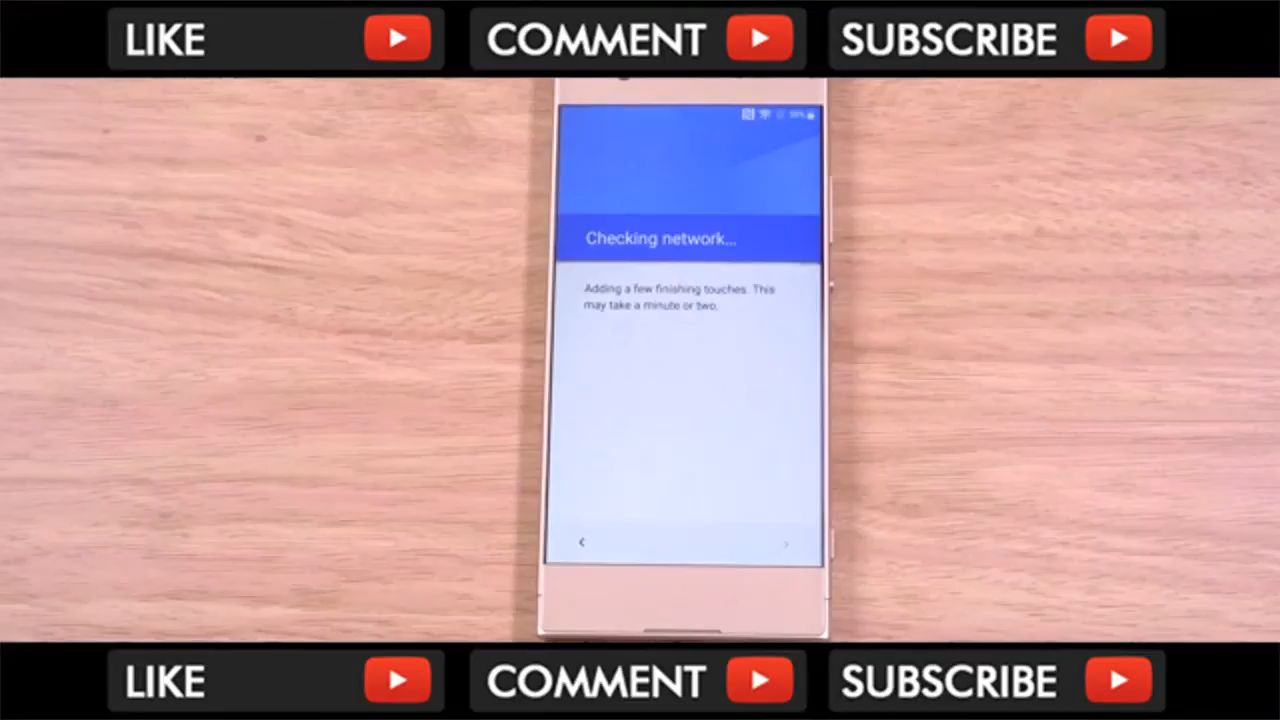 LIKE COMMENT SUBSCRIBE
Checking network...
Adding a few finishing touches. This
may take a minute or two.
LIKE COMMENT SUBSCRIBE